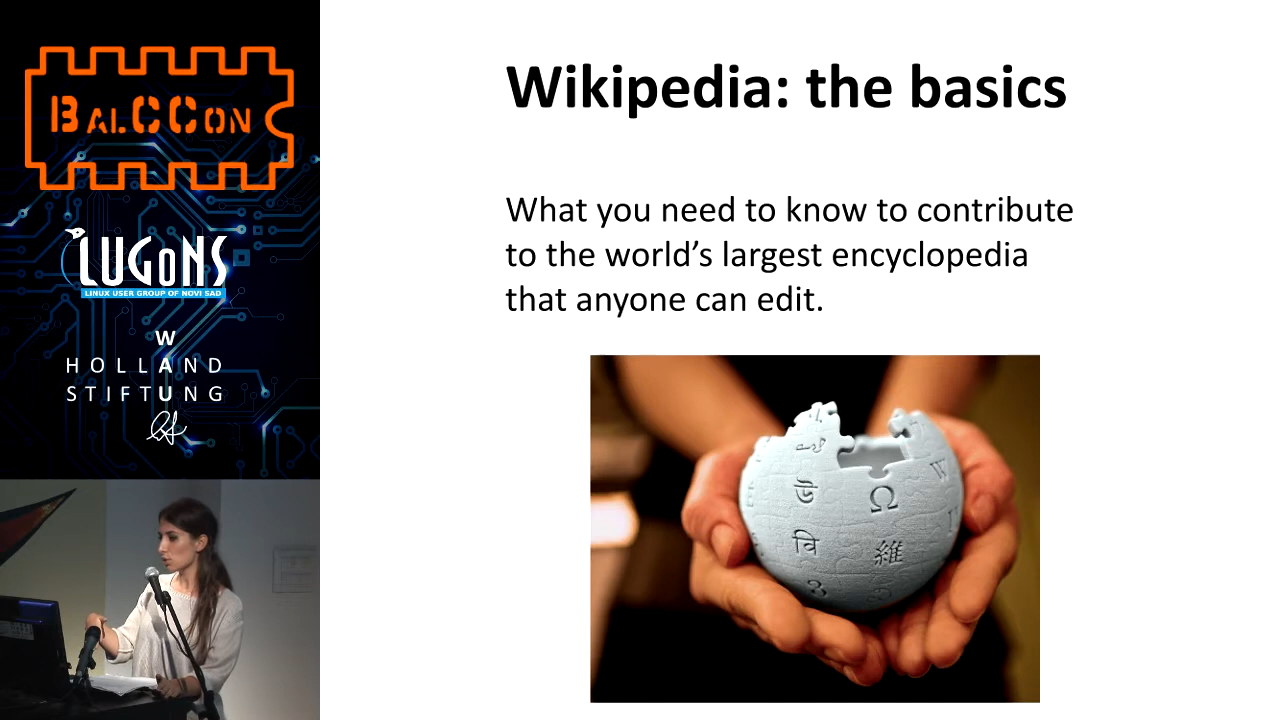 BALCCON
LUGoNS
LINUX USER GROUP OF NOVI SAD
W
HOLLAND
STIFTUNG
Wikipedia: the basics
What you need to know to contribute
to the world's largest encyclopedia
that anyone can edit.
উ
Ω
वि
維